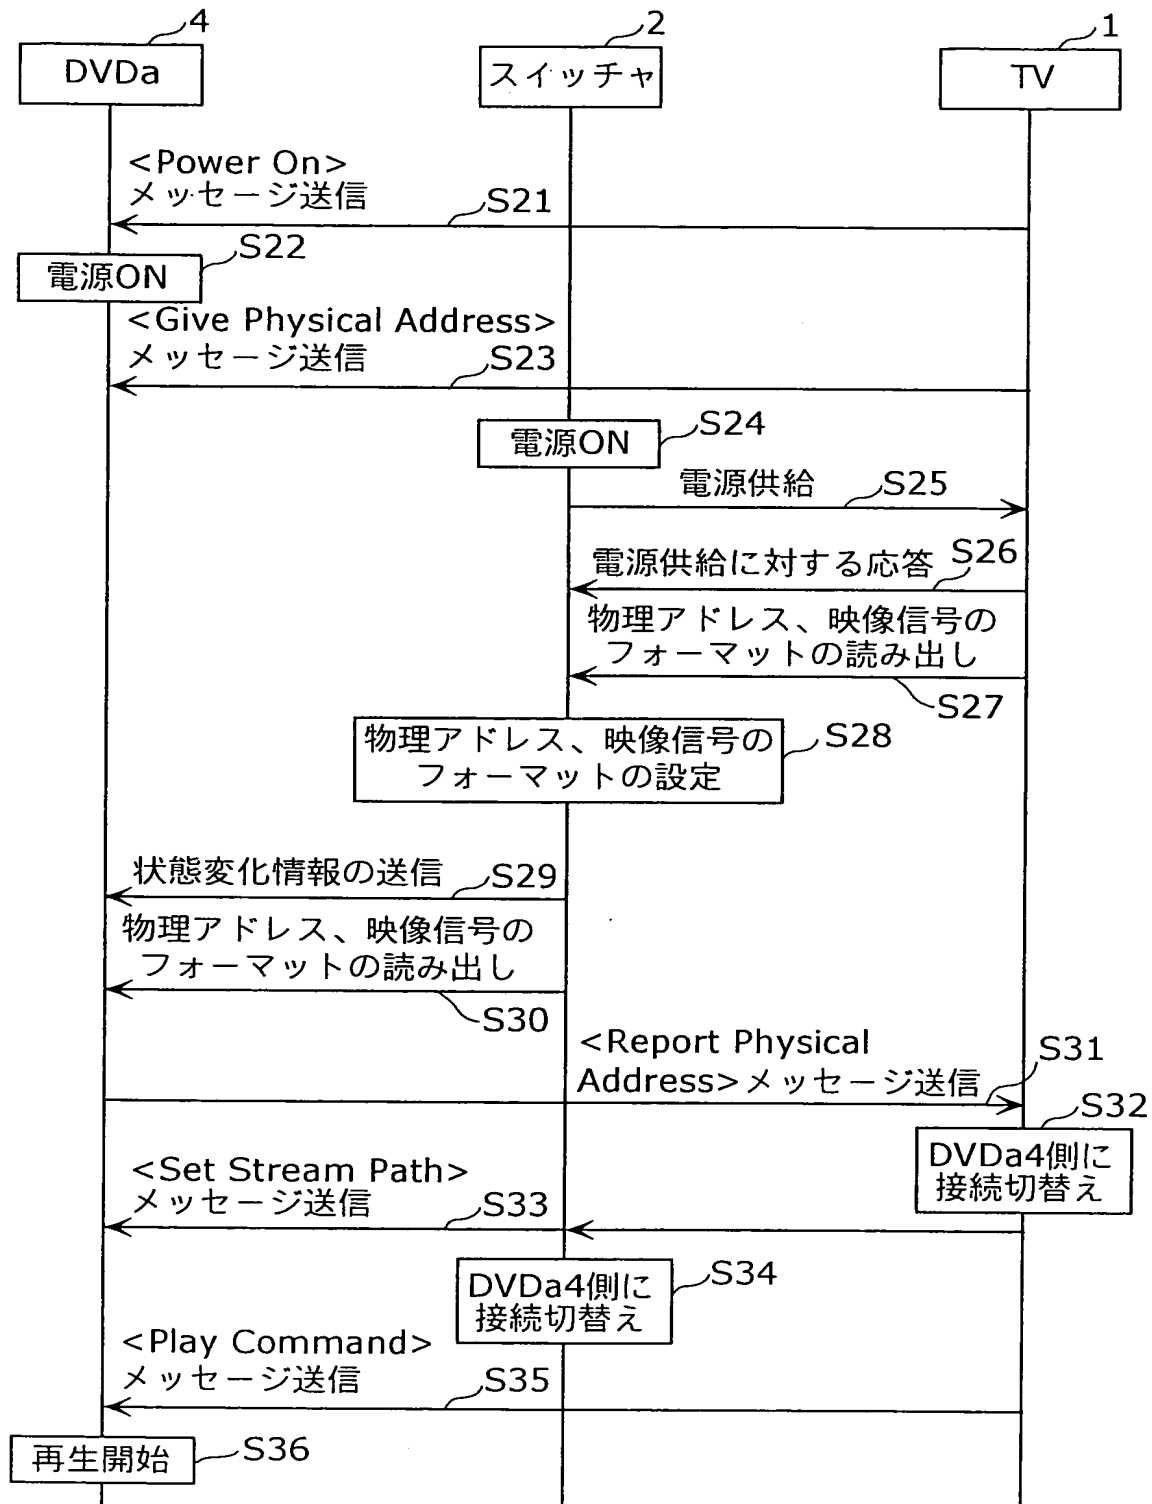 4
2
1
DVDa
スイッチャ
TV
<Power On>
メッセージ送信
S21
S22
電源ON
<Give Physical Address>
メッセージ送信
S23
電源ON
S24
電源供給
S25
電源供給に対する応答
S26
物理アドレス、映像信号の
フォーマットの読み出し
S27
物理アドレス、映像信号の
フォーマットの設定
S28
状態変化情報の送信
S29
物理アドレス、映像信号の
フォーマットの読み出し
S30
<Report Physical
Address>メッセージ送信
S31
S32
DVDa4側に
接続切替え
<Set Stream Path>
メッセージ送信
S33
DVDa4側に
接続切替え
S34
<Play Command>
メッセージ送信
S35
再生開始
S36